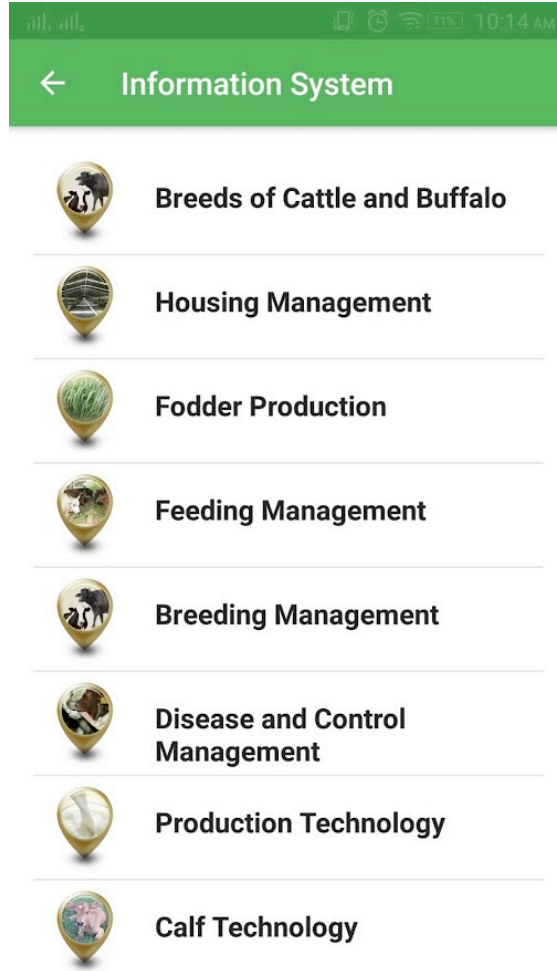 11% 10:14 AM
Information System
Breeds of Cattle and Buffalo
Housing Management
Fodder Production
Feeding Management
Breeding Management
Disease and Control
Management
Production Technology
Calf Technology